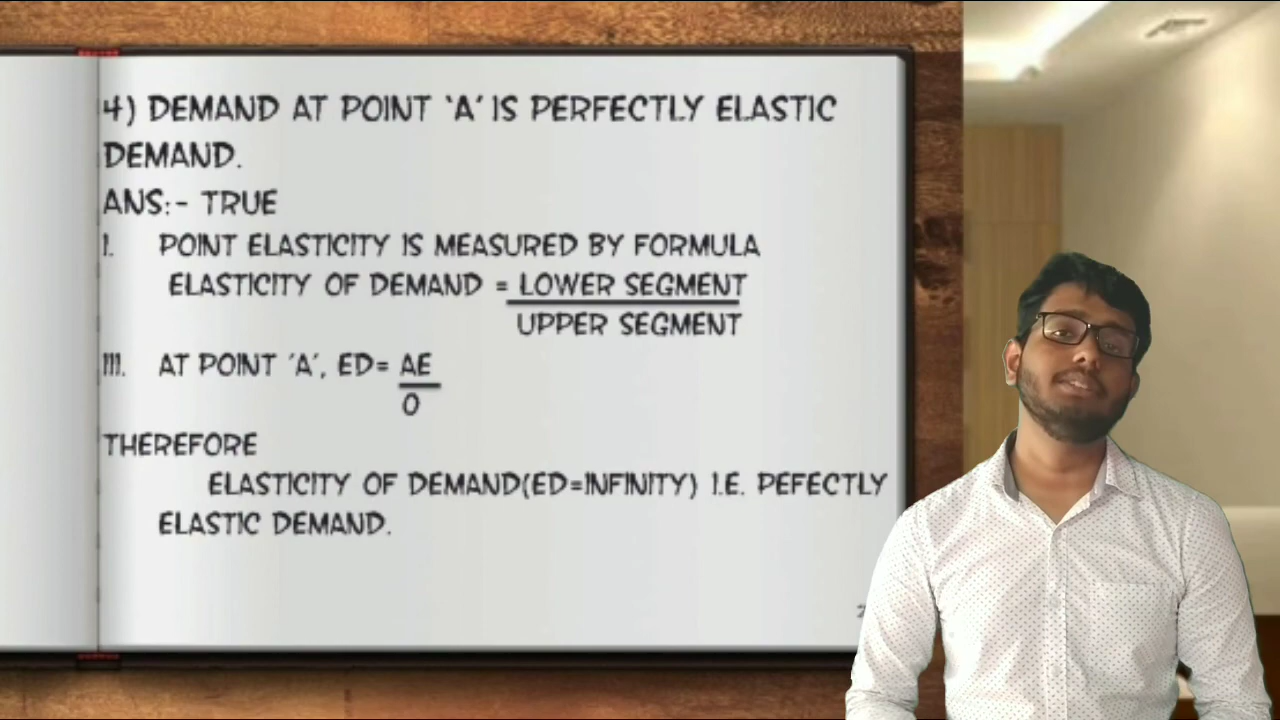 4) DEMAND AT POINT 'A' IS PERFECTLY ELASTIC
DEMAND.
ANS:- TRUE
I. POINT ELASTICITY IS MEASURED BY FORMULA
ELASTICITY OF DEMAND = LOWER SEGMENT
UPPER SEGMENT
III. AT POINT 'A', ED= AE
0
THEREFORE
ELASTICITY OF DEMAND(ED=INFINITY) I.E. PEFECTLY
ELASTIC DEMAND.